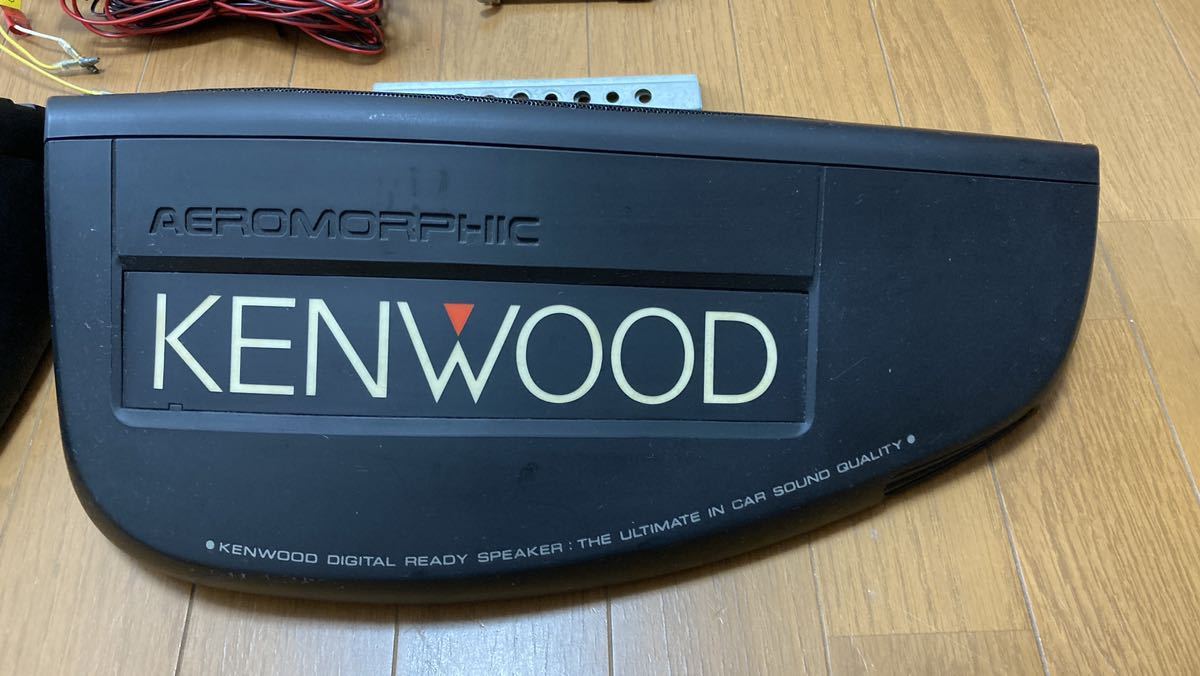 AEROMORPHIC
KENWOOD
• KENWOOD DIGITAL READY SPEAKER : THE ULTIMATE IN CAR SOUND QUALITY •